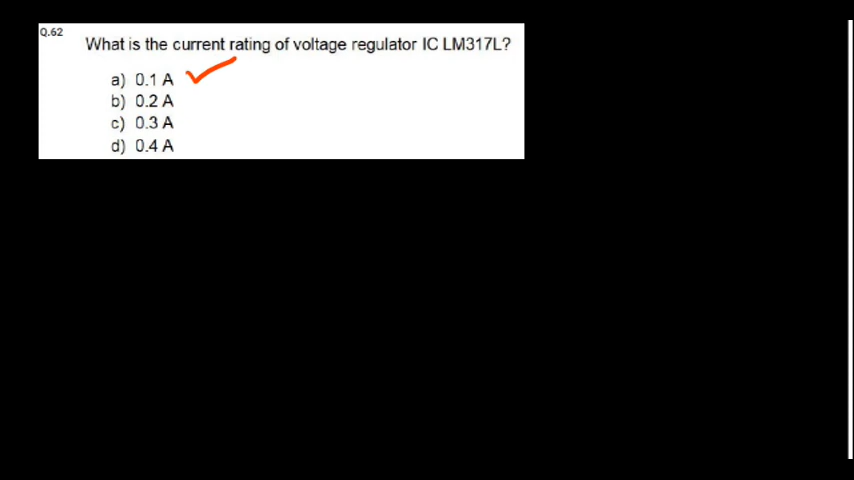 Q.62
What is the current rating of voltage regulator IC LM317L?
a) 0.1 A
b) 0.2 A
c) 0.3 A
d) 0.4 A